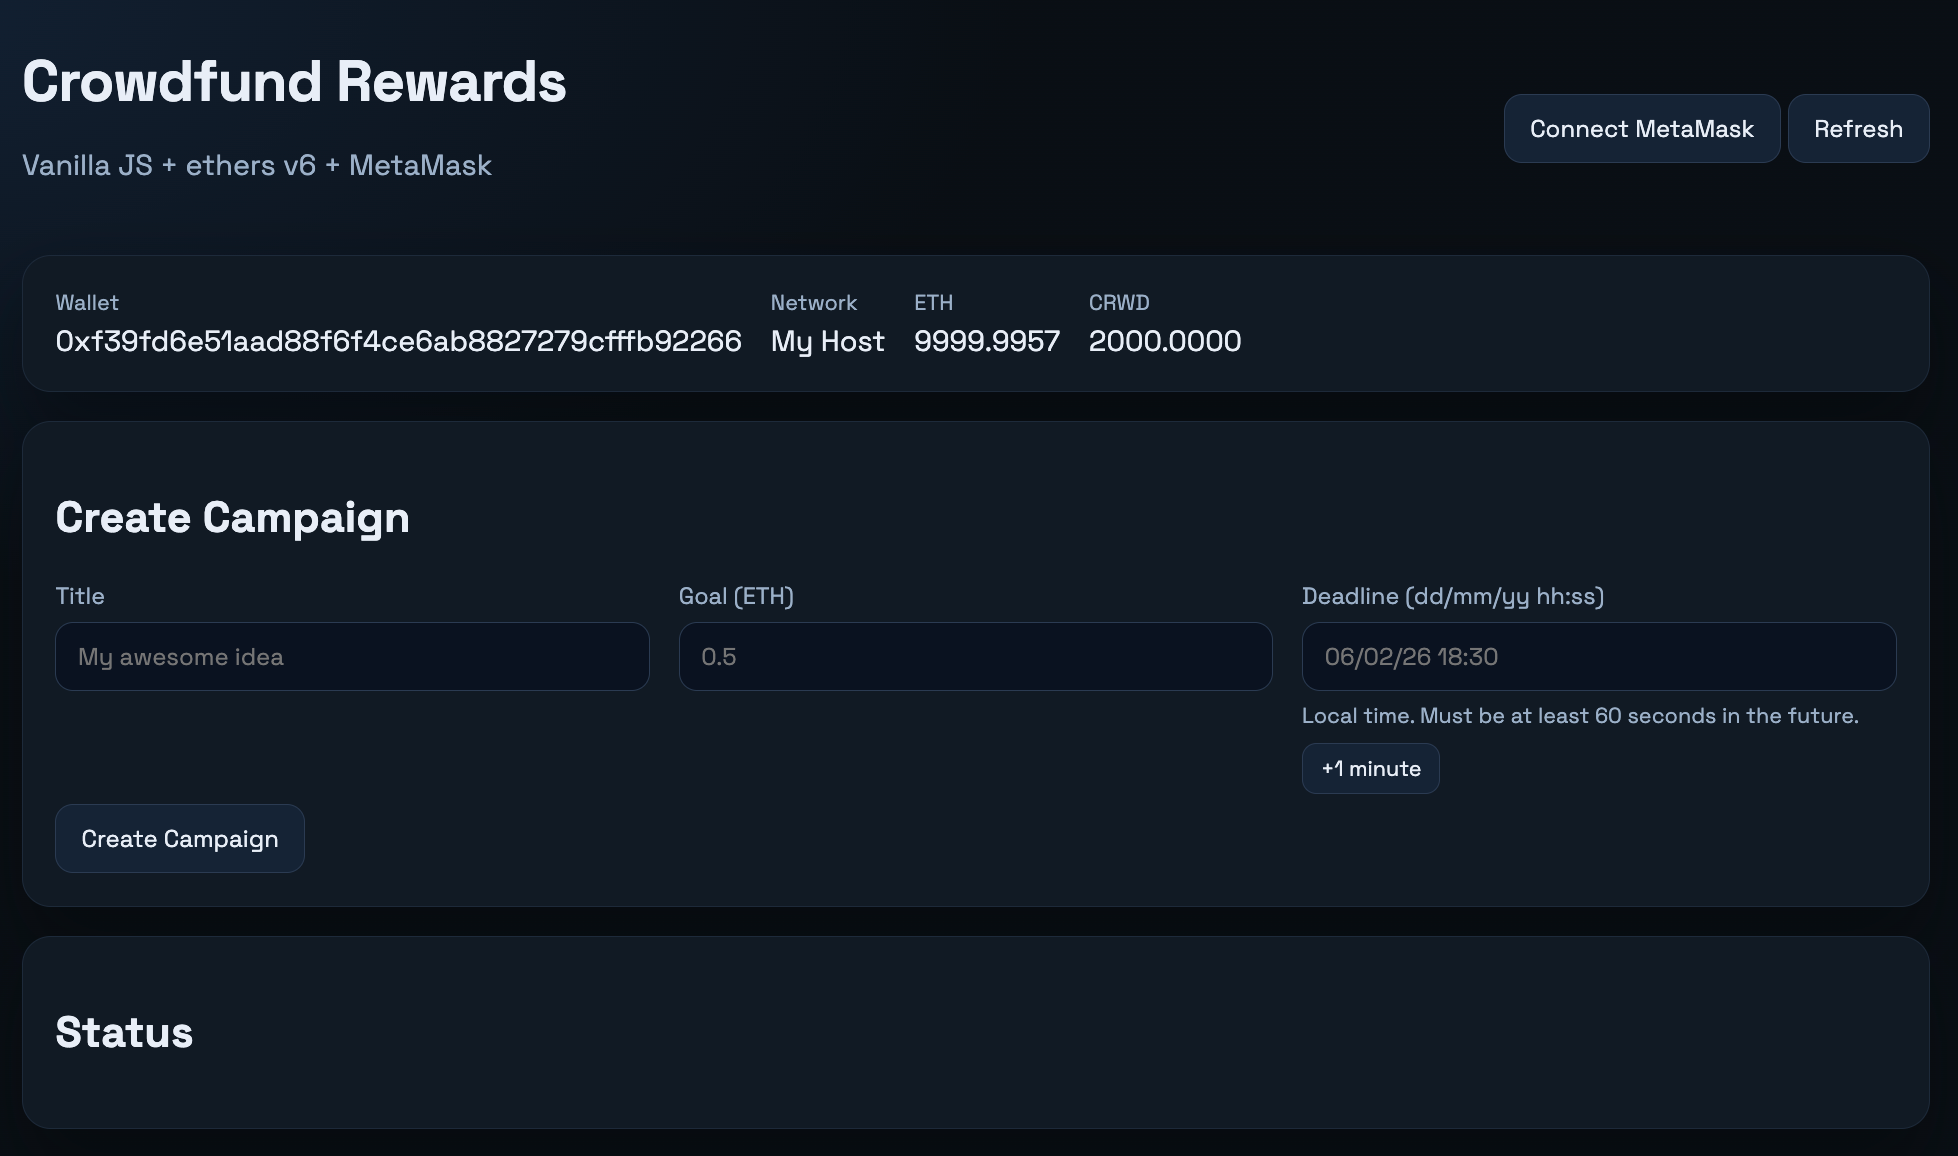 Crowdfund Rewards
Vanilla JS + ethers v6 + MetaMask
Connect MetaMask
Refresh
Wallet
0xf39fd6e51aad88f6f4ce6ab8827279cfffb92266
Network
My Host
ETH
9999.9957
CRWD
2000.0000
Create Campaign
Title
My awesome idea
Goal (ETH)
0.5
Deadline (dd/mm/yy hh:ss)
06/02/26 18:30
Local time. Must be at least 60 seconds in the future.
+1 minute
Create Campaign
Status